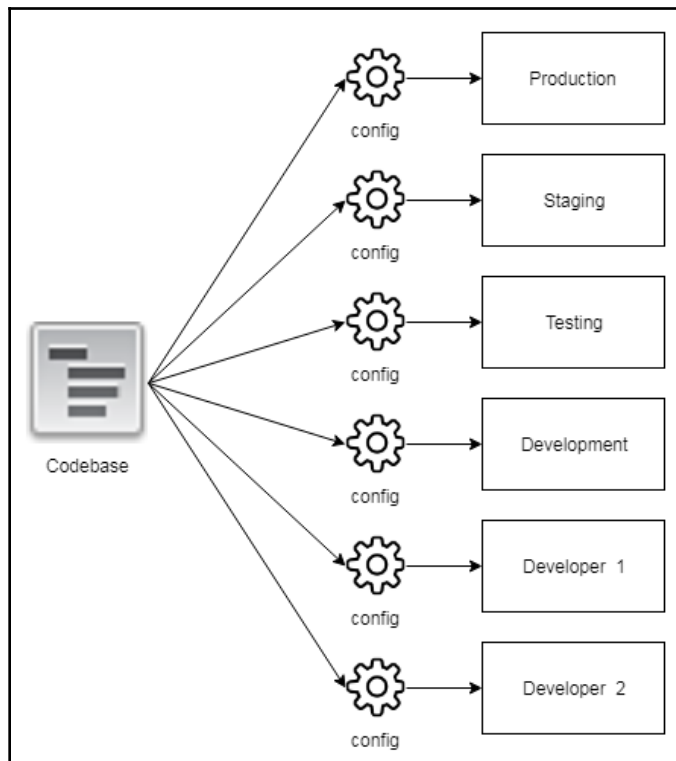 Production
config
Staging
config
Testing
config
Codebase
Development
config
Developer 1
config
Developer 2
config